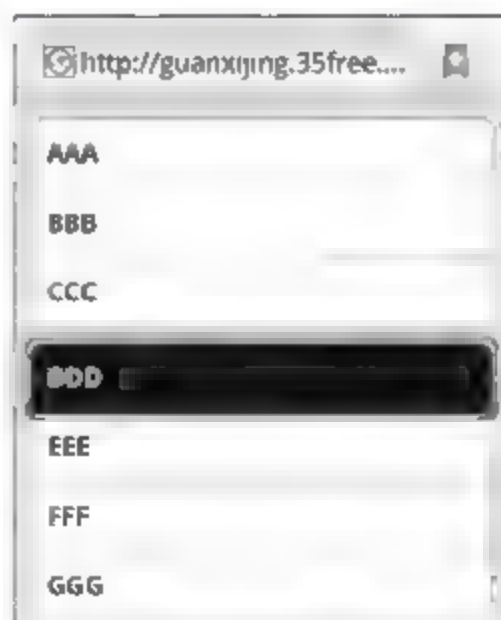 http://guanxijing.35free....
AAA
BBB
CCC
DDD
EEE
FFF
GGG